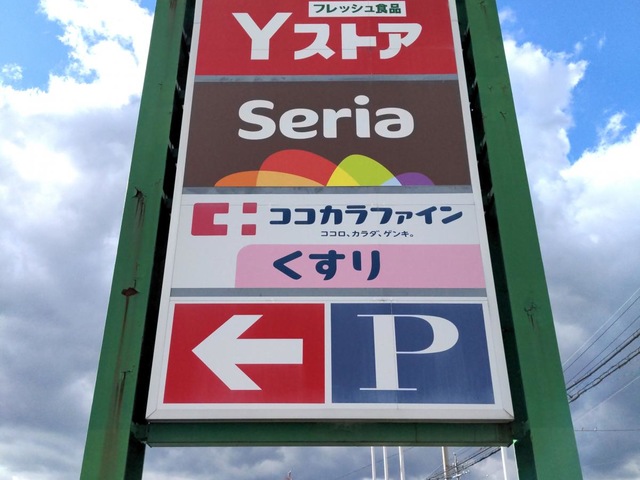 フレッシュ食品
Yストア
Seria
ココカラファイン
ココロ、カラダ、ゲンキ。
くすり
P